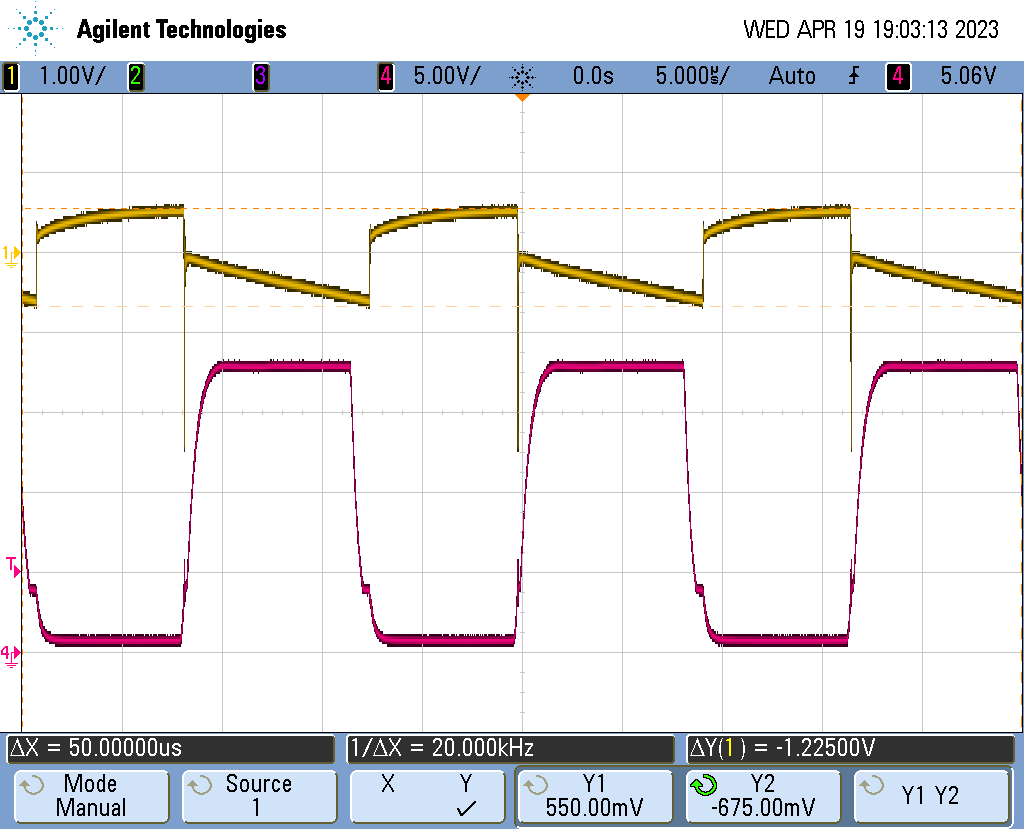 Agilent Technologies
WED APR 19 19:03:13 2023
1 1.00V/ 2 3 4 5.00V/ 0.0s 5.000㎲/ Auto 4 5.06V
1
T
4
ΔX = 50.00000us
1/ΔX = 20.000kHz
ΔY(1) = -1.22500V
Mode
Manual
Source
1
X Y
✓
Y1
550.00mV
Y2
-675.00mV
Y1 Y2